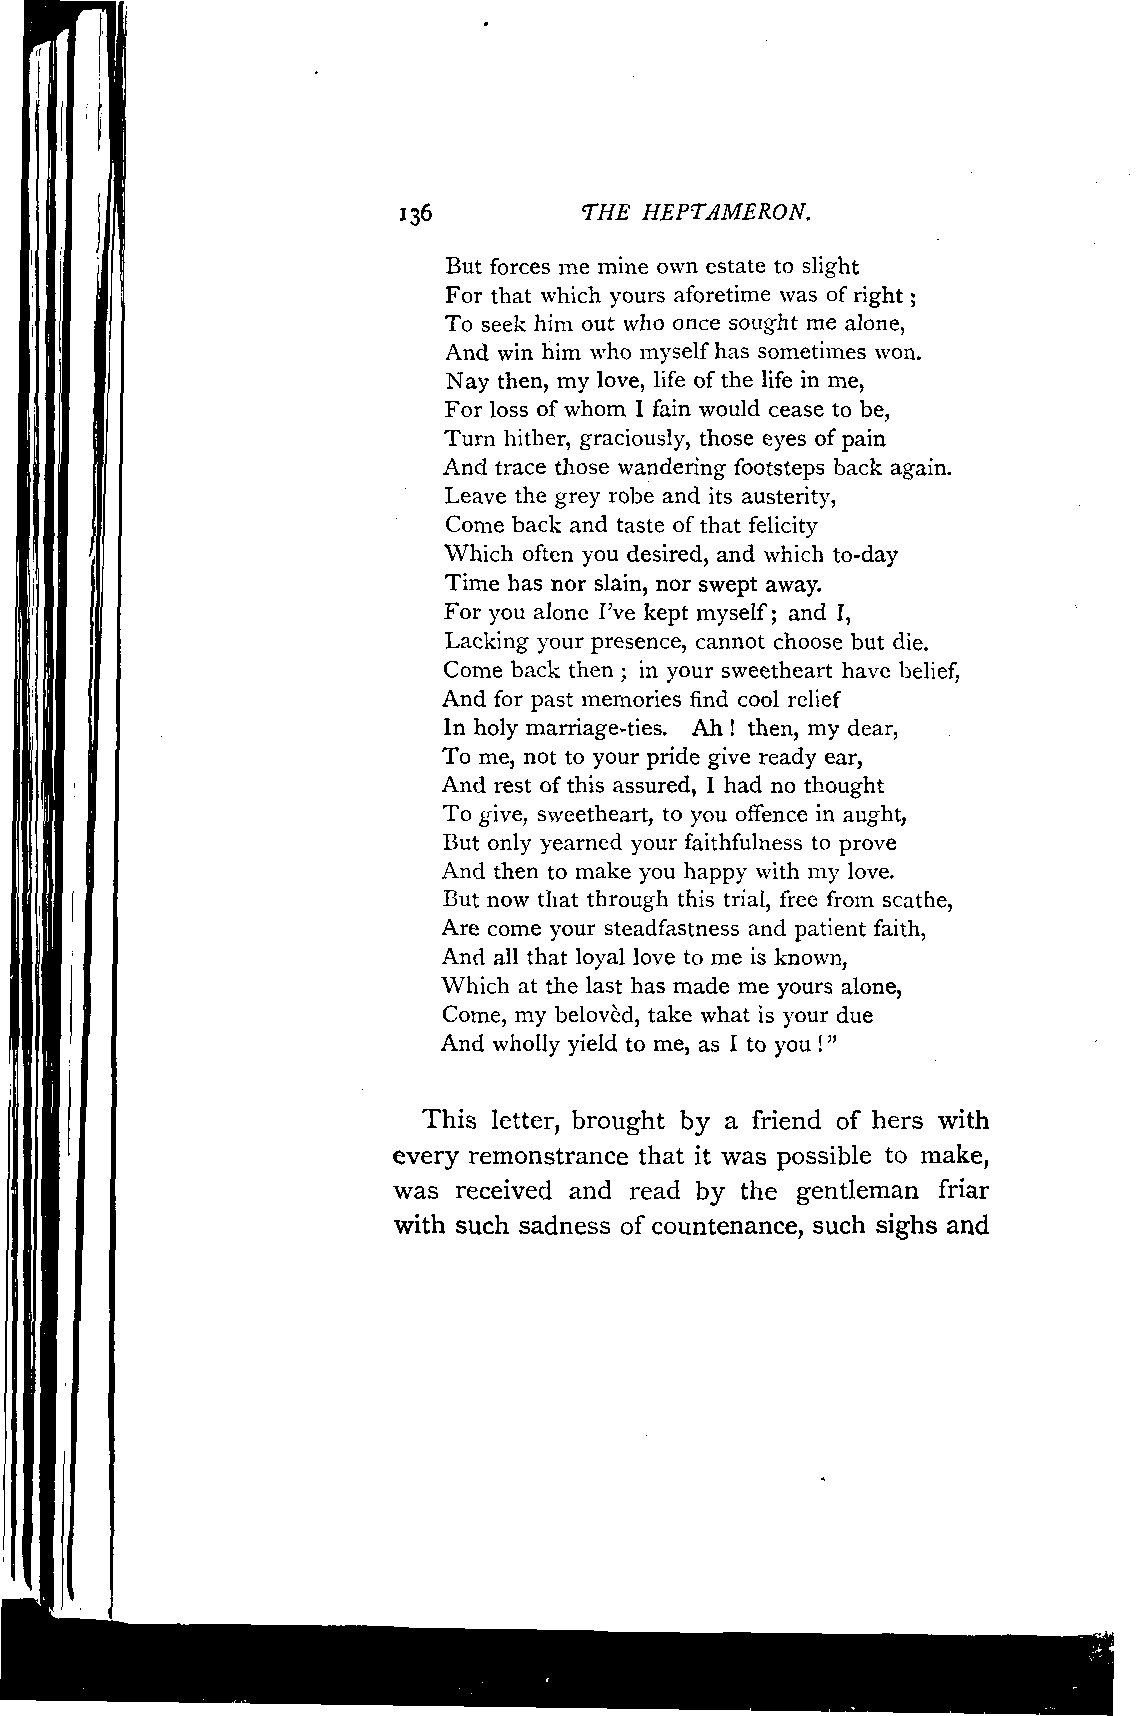 136 THE HEPTAMERON.
But forces me mine own estate to slight
For that which yours aforetime was of right ;
To seek him out who once sought me alone,
And win him who myself has sometimes won.
Nay then, my love, life of the life in me,
For loss of whom I fain would cease to be,
Turn hither, graciously, those eyes of pain
And trace those wandering footsteps back again.
Leave the grey robe and its austerity,
Come back and taste of that felicity
Which often you desired, and which to-day
Time has nor slain, nor swept away.
For you alone I've kept myself ; and I,
Lacking your presence, cannot choose but die.
Come back then ; in your sweetheart have belief,
And for past memories find cool relief
In holy marriage-ties. Ah ! then, my dear,
To me, not to your pride give ready ear,
And rest of this assured, I had no thought
To give, sweetheart, to you offence in aught,
But only yearned your faithfulness to prove
And then to make you happy with my love.
But now that through this trial, free from scathe,
Are come your steadfastness and patient faith,
And all that loyal love to me is known,
Which at the last has made me yours alone,
Come, my belovèd, take what is your due
And wholly yield to me, as I to you !"
This letter, brought by a friend of hers with
every remonstrance that it was possible to make,
was received and read by the gentleman friar
with such sadness of countenance, such sighs and